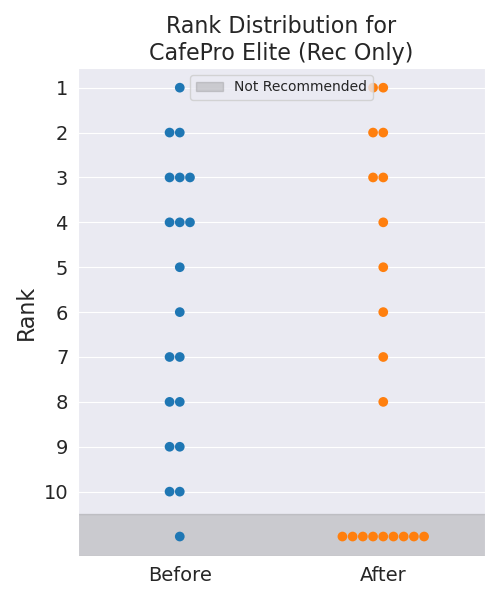 Rank Distribution for
CafePro Elite (Rec Only)
Not Recommended
1
2
3
4
5
6
7
8
9
10
Rank
Before
After